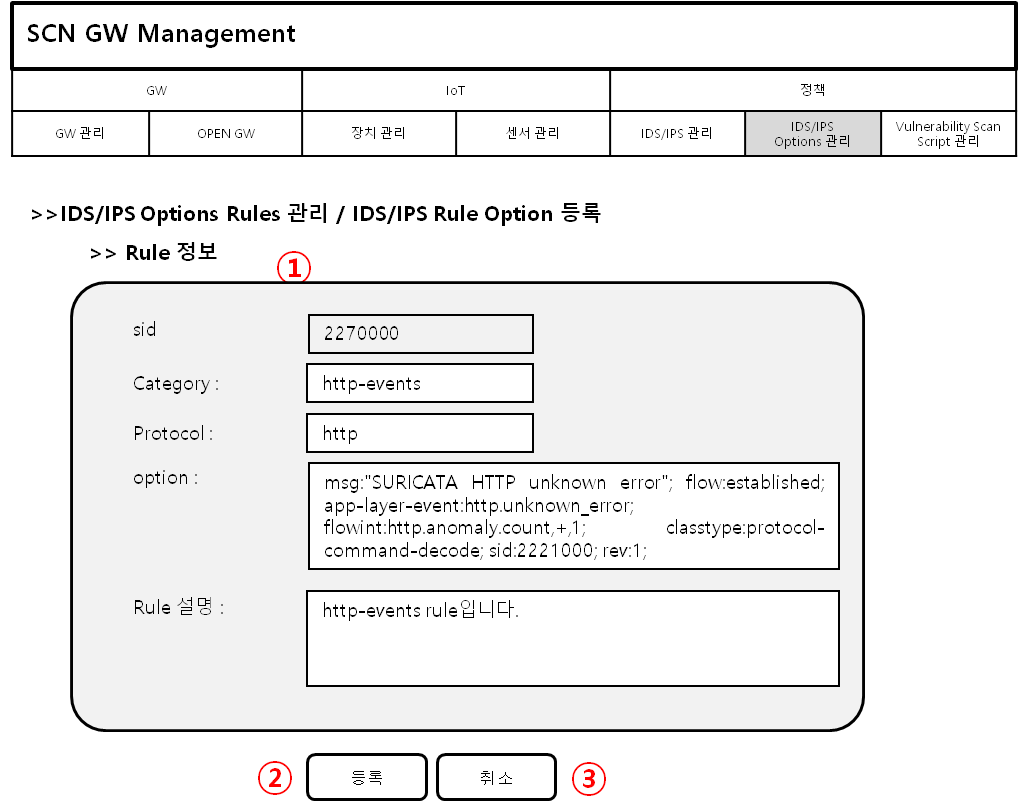 SCN GW Management
GW IoT 정책
GW 관리 OPEN GW 장치 관리 센서 관리 IDS/IPS 관리 IDS/IPS Options 관리 Vulnerability Scan Script 관리
>>IDS/IPS Options Rules 관리 / IDS/IPS Rule Option 등록
>> Rule 정보
①
sid 2270000
Category : http-events
Protocol : http
option : msg:"SURICATA HTTP unknown error"; flow:established;
app-layer-event:http.unknown_error;
flowint:http.anomaly.count,+,1; classtype:protocol-
command-decode; sid:2221000; rev:1;
Rule 설명 : http-events rule입니다.
② 등록 취소 ③